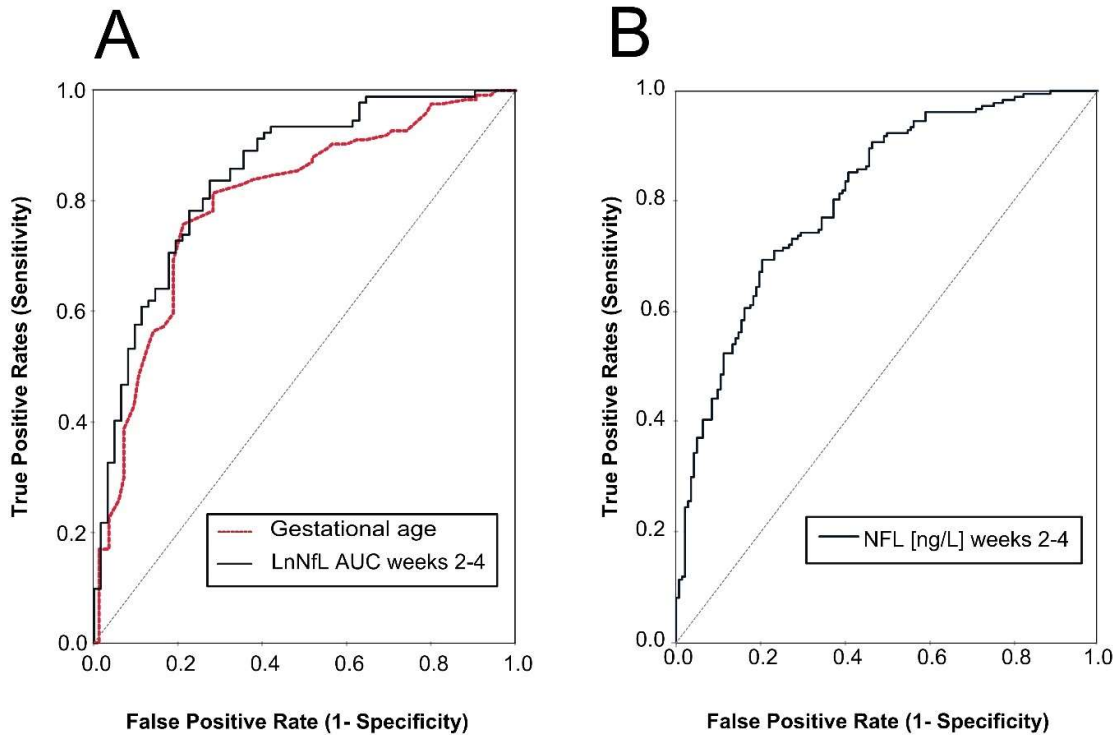 A
B
1.0
0.8
0.6
0.4
0.2
0.0
True Positive Rates (Sensitivity)
Gestational age
LnNfL AUC weeks 2-4
0.0 0.2 0.4 0.6 0.8 1.0
False Positive Rate (1- Specificity)
1.0
0.8
0.6
0.4
0.2
0.0
True Positive Rates (Sensitivity)
NFL [ng/L] weeks 2-4
0.0 0.2 0.4 0.6 0.8 1.0
False Positive Rate (1- Specificity)